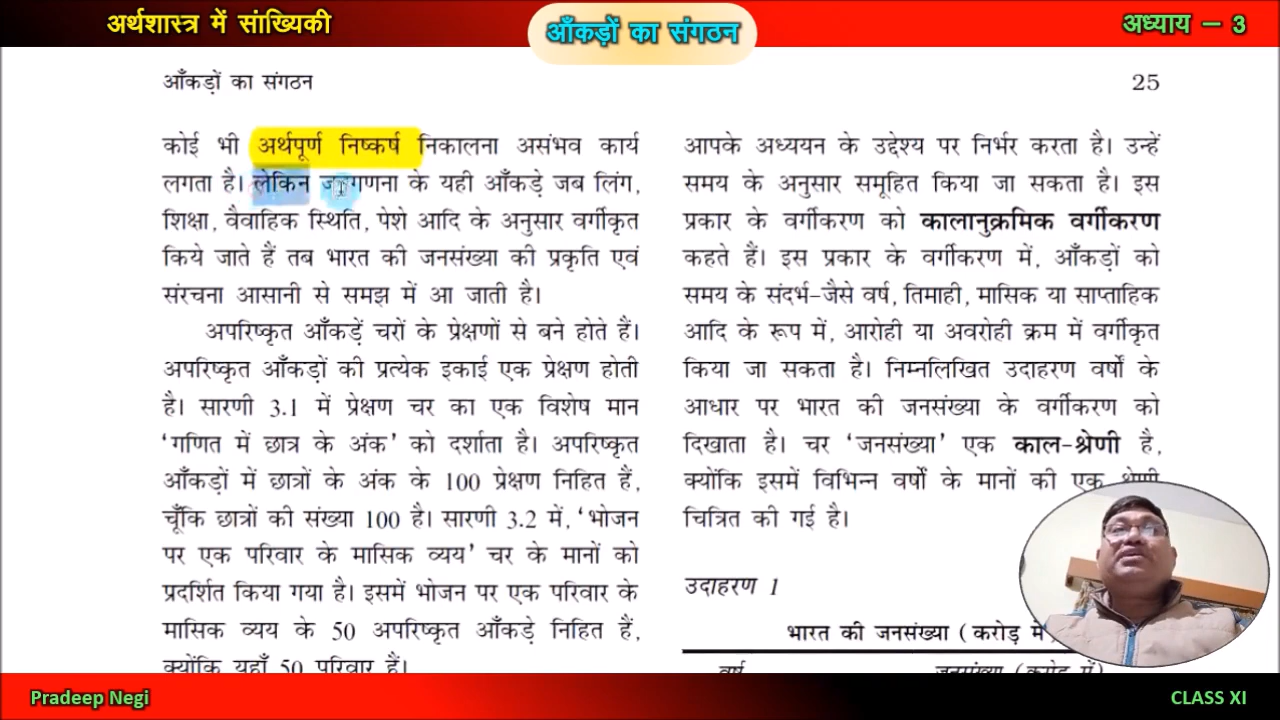 अर्थशास्त्र में सांख्यिकी
आँकड़ों का संगठन
अध्याय – 3
आँकड़ों का संगठन
25
कोई भी अर्थपूर्ण निष्कर्ष निकालना असंभव कार्य
लगता है। लेकिन जनगणना के यही आँकड़े जब लिंग,
शिक्षा, वैवाहिक स्थिति, पेशे आदि के अनुसार वर्गीकृत
किये जाते हैं तब भारत की जनसंख्या की प्रकृति एवं
संरचना आसानी से समझ में आ जाती है।
अपरिष्कृत आँकड़ें चरों के प्रेक्षणों से बने होते हैं।
अपरिष्कृत आँकड़ों की प्रत्येक इकाई एक प्रेक्षण होती
है। सारणी 3.1 में प्रेक्षण चर का एक विशेष मान
‘गणित में छात्र के अंक’ को दर्शाता है। अपरिष्कृत
आँकड़ों में छात्रों के अंक के 100 प्रेक्षण निहित हैं,
चूँकि छात्रों की संख्या 100 है। सारणी 3.2 में, ‘भोजन
पर एक परिवार के मासिक व्यय’ चर के मानों को
प्रदर्शित किया गया है। इसमें भोजन पर एक परिवार के
मासिक व्यय के 50 अपरिष्कृत आँकड़े निहित हैं,
क्योंकि यहाँ 50 परिवार हैं।
आपके अध्ययन के उद्देश्य पर निर्भर करता है। उन्हें
समय के अनुसार समूहित किया जा सकता है। इस
प्रकार के वर्गीकरण को कालानुक्रमिक वर्गीकरण
कहते हैं। इस प्रकार के वर्गीकरण में, आँकड़ों को
समय के संदर्भ–जैसे वर्ष, तिमाही, मासिक या साप्ताहिक
आदि के रूप में, आरोही या अवरोही क्रम में वर्गीकृत
किया जा सकता है। निम्नलिखित उदाहरण वर्षों के
आधार पर भारत की जनसंख्या के वर्गीकरण को
दिखाता है। चर ‘जनसंख्या’ एक काल-श्रेणी है,
क्योंकि इसमें विभिन्न वर्षों के मानों की एक श्रेणी
चित्रित की गई है।
उदाहरण 1
भारत की जनसंख्या (करोड़ में
वर्ष जनसंख्या (करोड़ में)
Pradeep Negi
CLASS XI